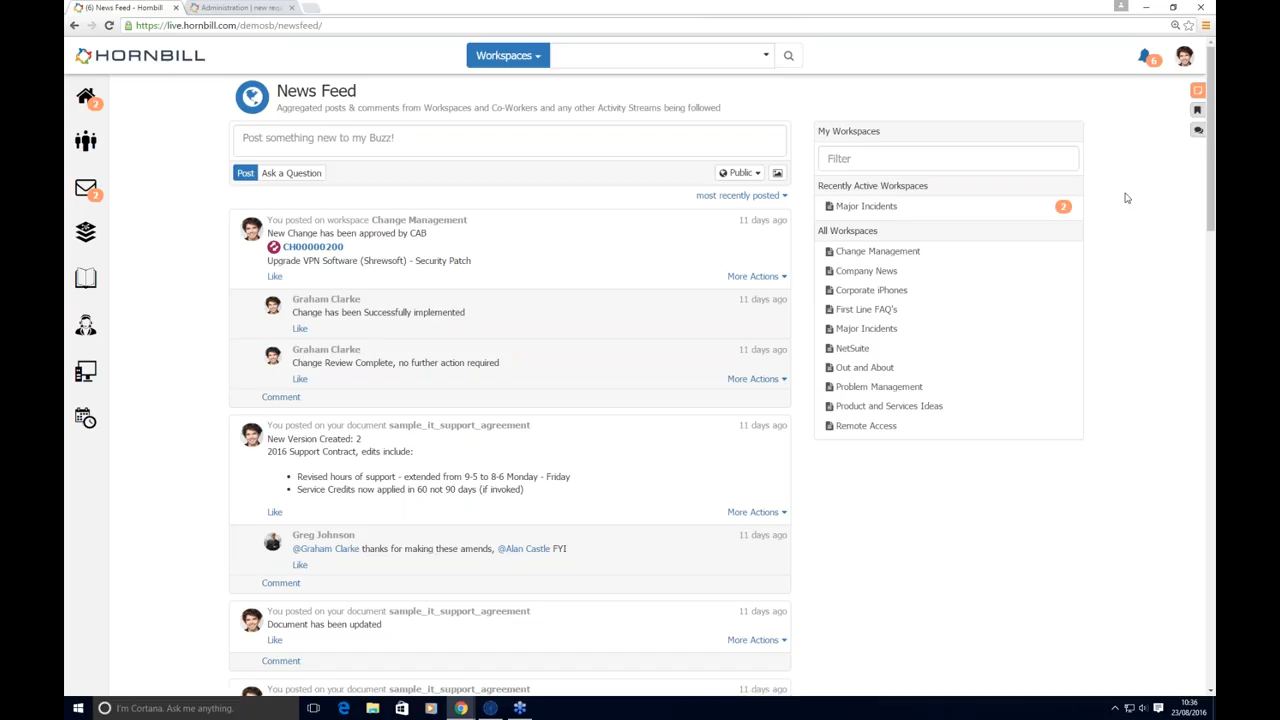 (6) News Feed - Hornbill
Administration | new requ
https://live.hornbill.com/demosb/newsfeed/
HORNBILL
Workspaces
6
2
2
News Feed
Aggregated posts & comments from Workspaces and Co-Workers and any other Activity Streams being followed
Post something new to my Buzz!
Post
Ask a Question
Public
most recently posted
You posted on workspace Change Management
11 days ago
New Change has been approved by CAB
CH00000200
Upgrade VPN Software (Shrewsoft) - Security Patch
Like
More Actions
Graham Clarke
11 days ago
Change has been Successfully implemented
Like
Graham Clarke
11 days ago
Change Review Complete, no further action required
Like
More Actions
Comment
You posted on your document sample_it_support_agreement
11 days ago
New Version Created: 2
2016 Support Contract, edits include:
• Revised hours of support - extended from 9-5 to 8-6 Monday - Friday
• Service Credits now applied in 60 not 90 days (if invoked)
Like
More Actions
Greg Johnson
11 days ago
@Graham Clarke thanks for making these amends, @Alan Castle FYI
Like
Comment
You posted on your document sample_it_support_agreement
11 days ago
Document has been updated
Like
More Actions
Comment
You posted on your document sample_it_support_agreement
11 days ago
My Workspaces
Filter
Recently Active Workspaces
Major Incidents
2
All Workspaces
Change Management
Company News
Corporate iPhones
First Line FAQ's
Major Incidents
NetSuite
Out and About
Problem Management
Product and Services Ideas
Remote Access
I'm Cortana. Ask me anything.
10:36
23/08/2016